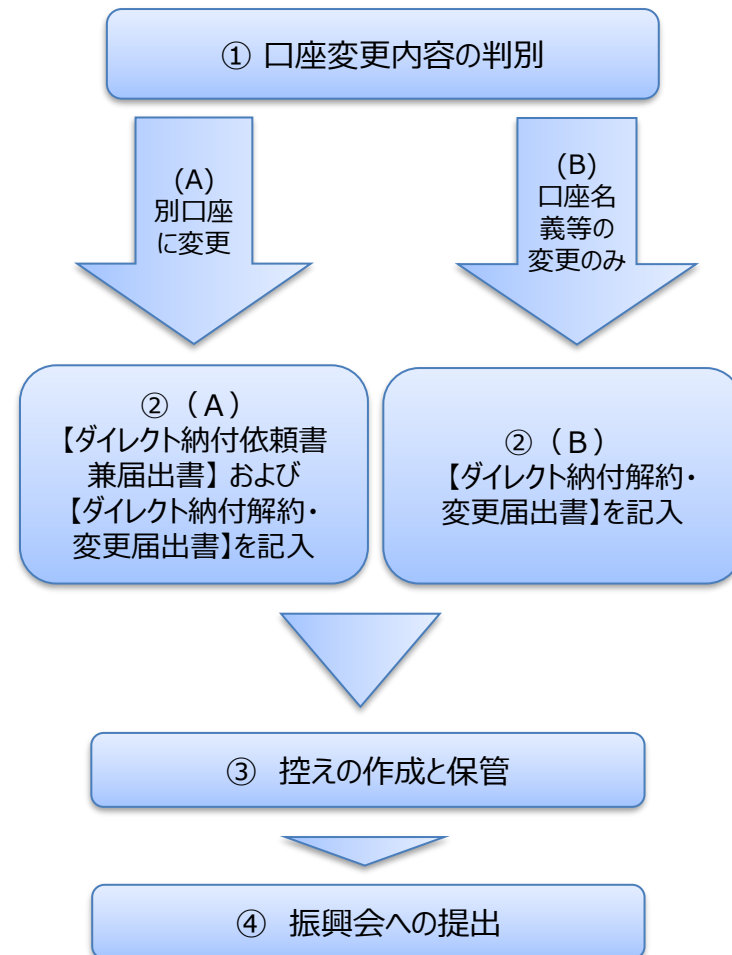 ① 口座変更内容の判別
(A)
別口座
に変更
(B)
口座名
義等の
変更のみ
②（A）
【ダイレクト納付依頼書
兼届出書】および
【ダイレクト納付解約・
変更届出書】を記入
②（B）
【ダイレクト納付解約・
変更届出書】を記入
③ 控えの作成と保管
④ 振興会への提出